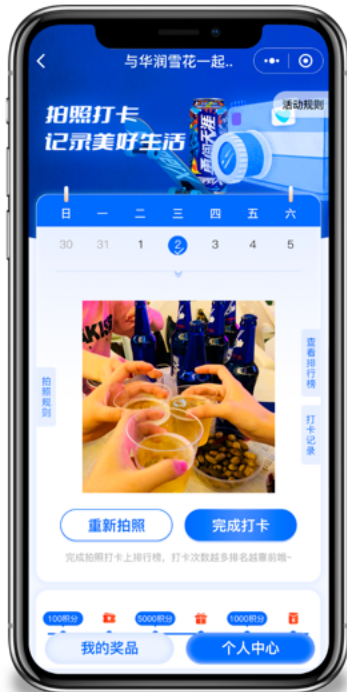 与华润雪花一起..
拍照打卡
记录美好生活
勇闯天涯
活动规则
日 一 二 三 四 五 六
30 31 1 2 3 4 5
拍照规则
查看排行榜
打卡记录
重新拍照 完成打卡
完成拍照打卡上排行榜，打卡次数越多排名越靠前哦~
100积分 5000积分 1000积分
我的奖品 个人中心